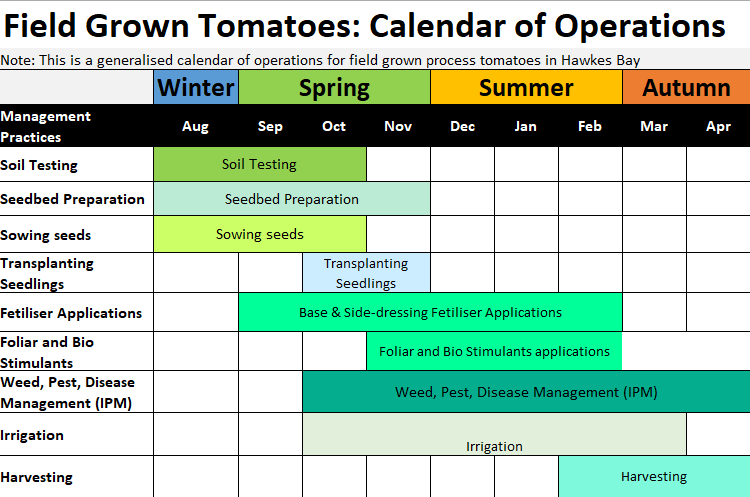 Field Grown Tomatoes: Calendar of Operations
Note: This is a generalised calendar of operations for field grown process tomatoes in Hawkes Bay
Winter Spring Summer Autumn
Management
Practices
Aug Sep Oct Nov Dec Jan Feb Mar Apr
Soil Testing Soil Testing
Seedbed Preparation Seedbed Preparation
Sowing seeds Sowing seeds
Transplanting
Seedlings
Transplanting
Seedlings
Fetiliser Applications Base & Side-dressing Fetiliser Applications
Foliar and Bio
Stimulants
Foliar and Bio Stimulants applications
Weed, Pest, Disease
Management (IPM)
Weed, Pest, Disease Management (IPM)
Irrigation
Irrigation
Harvesting Harvesting